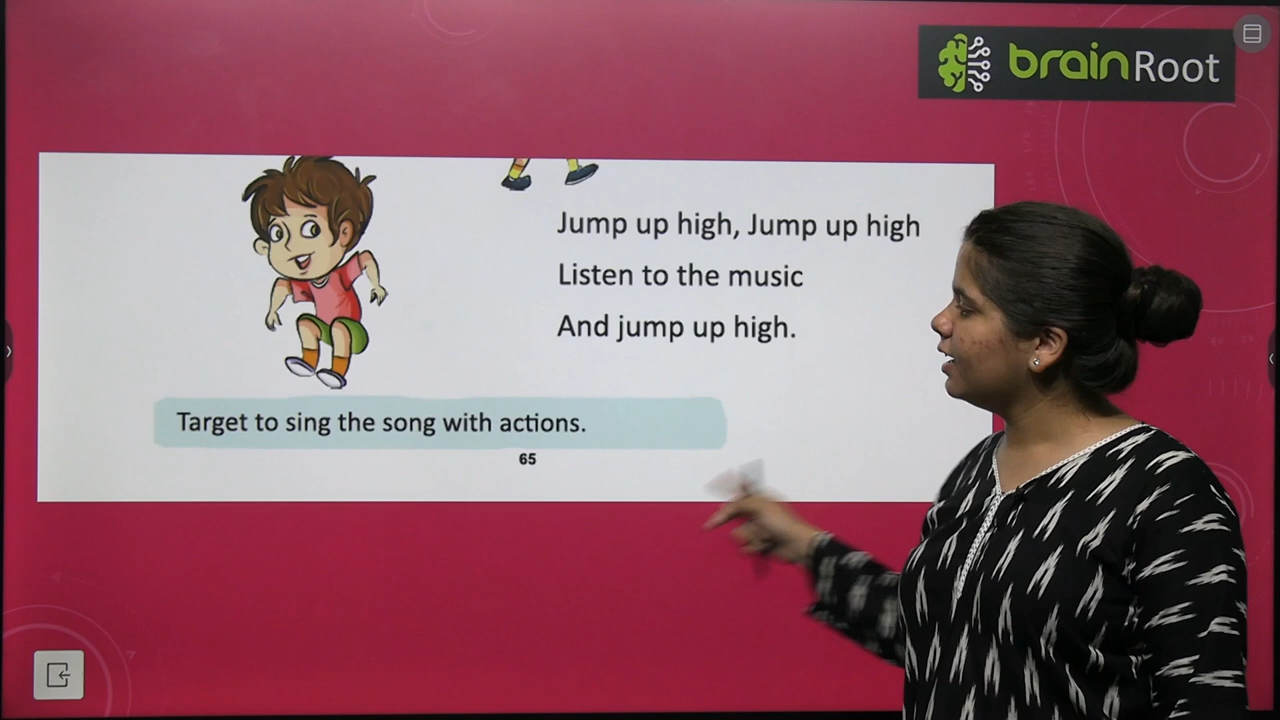 brainRoot
Jump up high, Jump up high
Listen to the music
And jump up high.
Target to sing the song with actions.
65